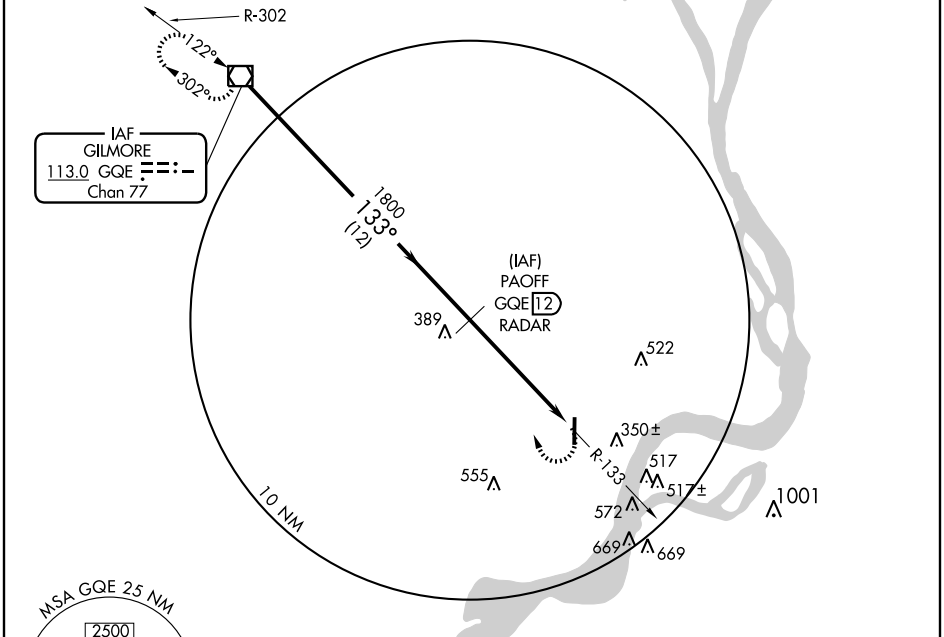 R-302
122°
302°
IAF
GILMORE
113.0 GQE
Chan 77
1800
133°
(12)
(IAF)
PAOFF
GQE 12
RADAR
389
522
350±
R-133
517
517±
555
572
1001
669
669
10 NM
MSA GQE 25 NM
2500